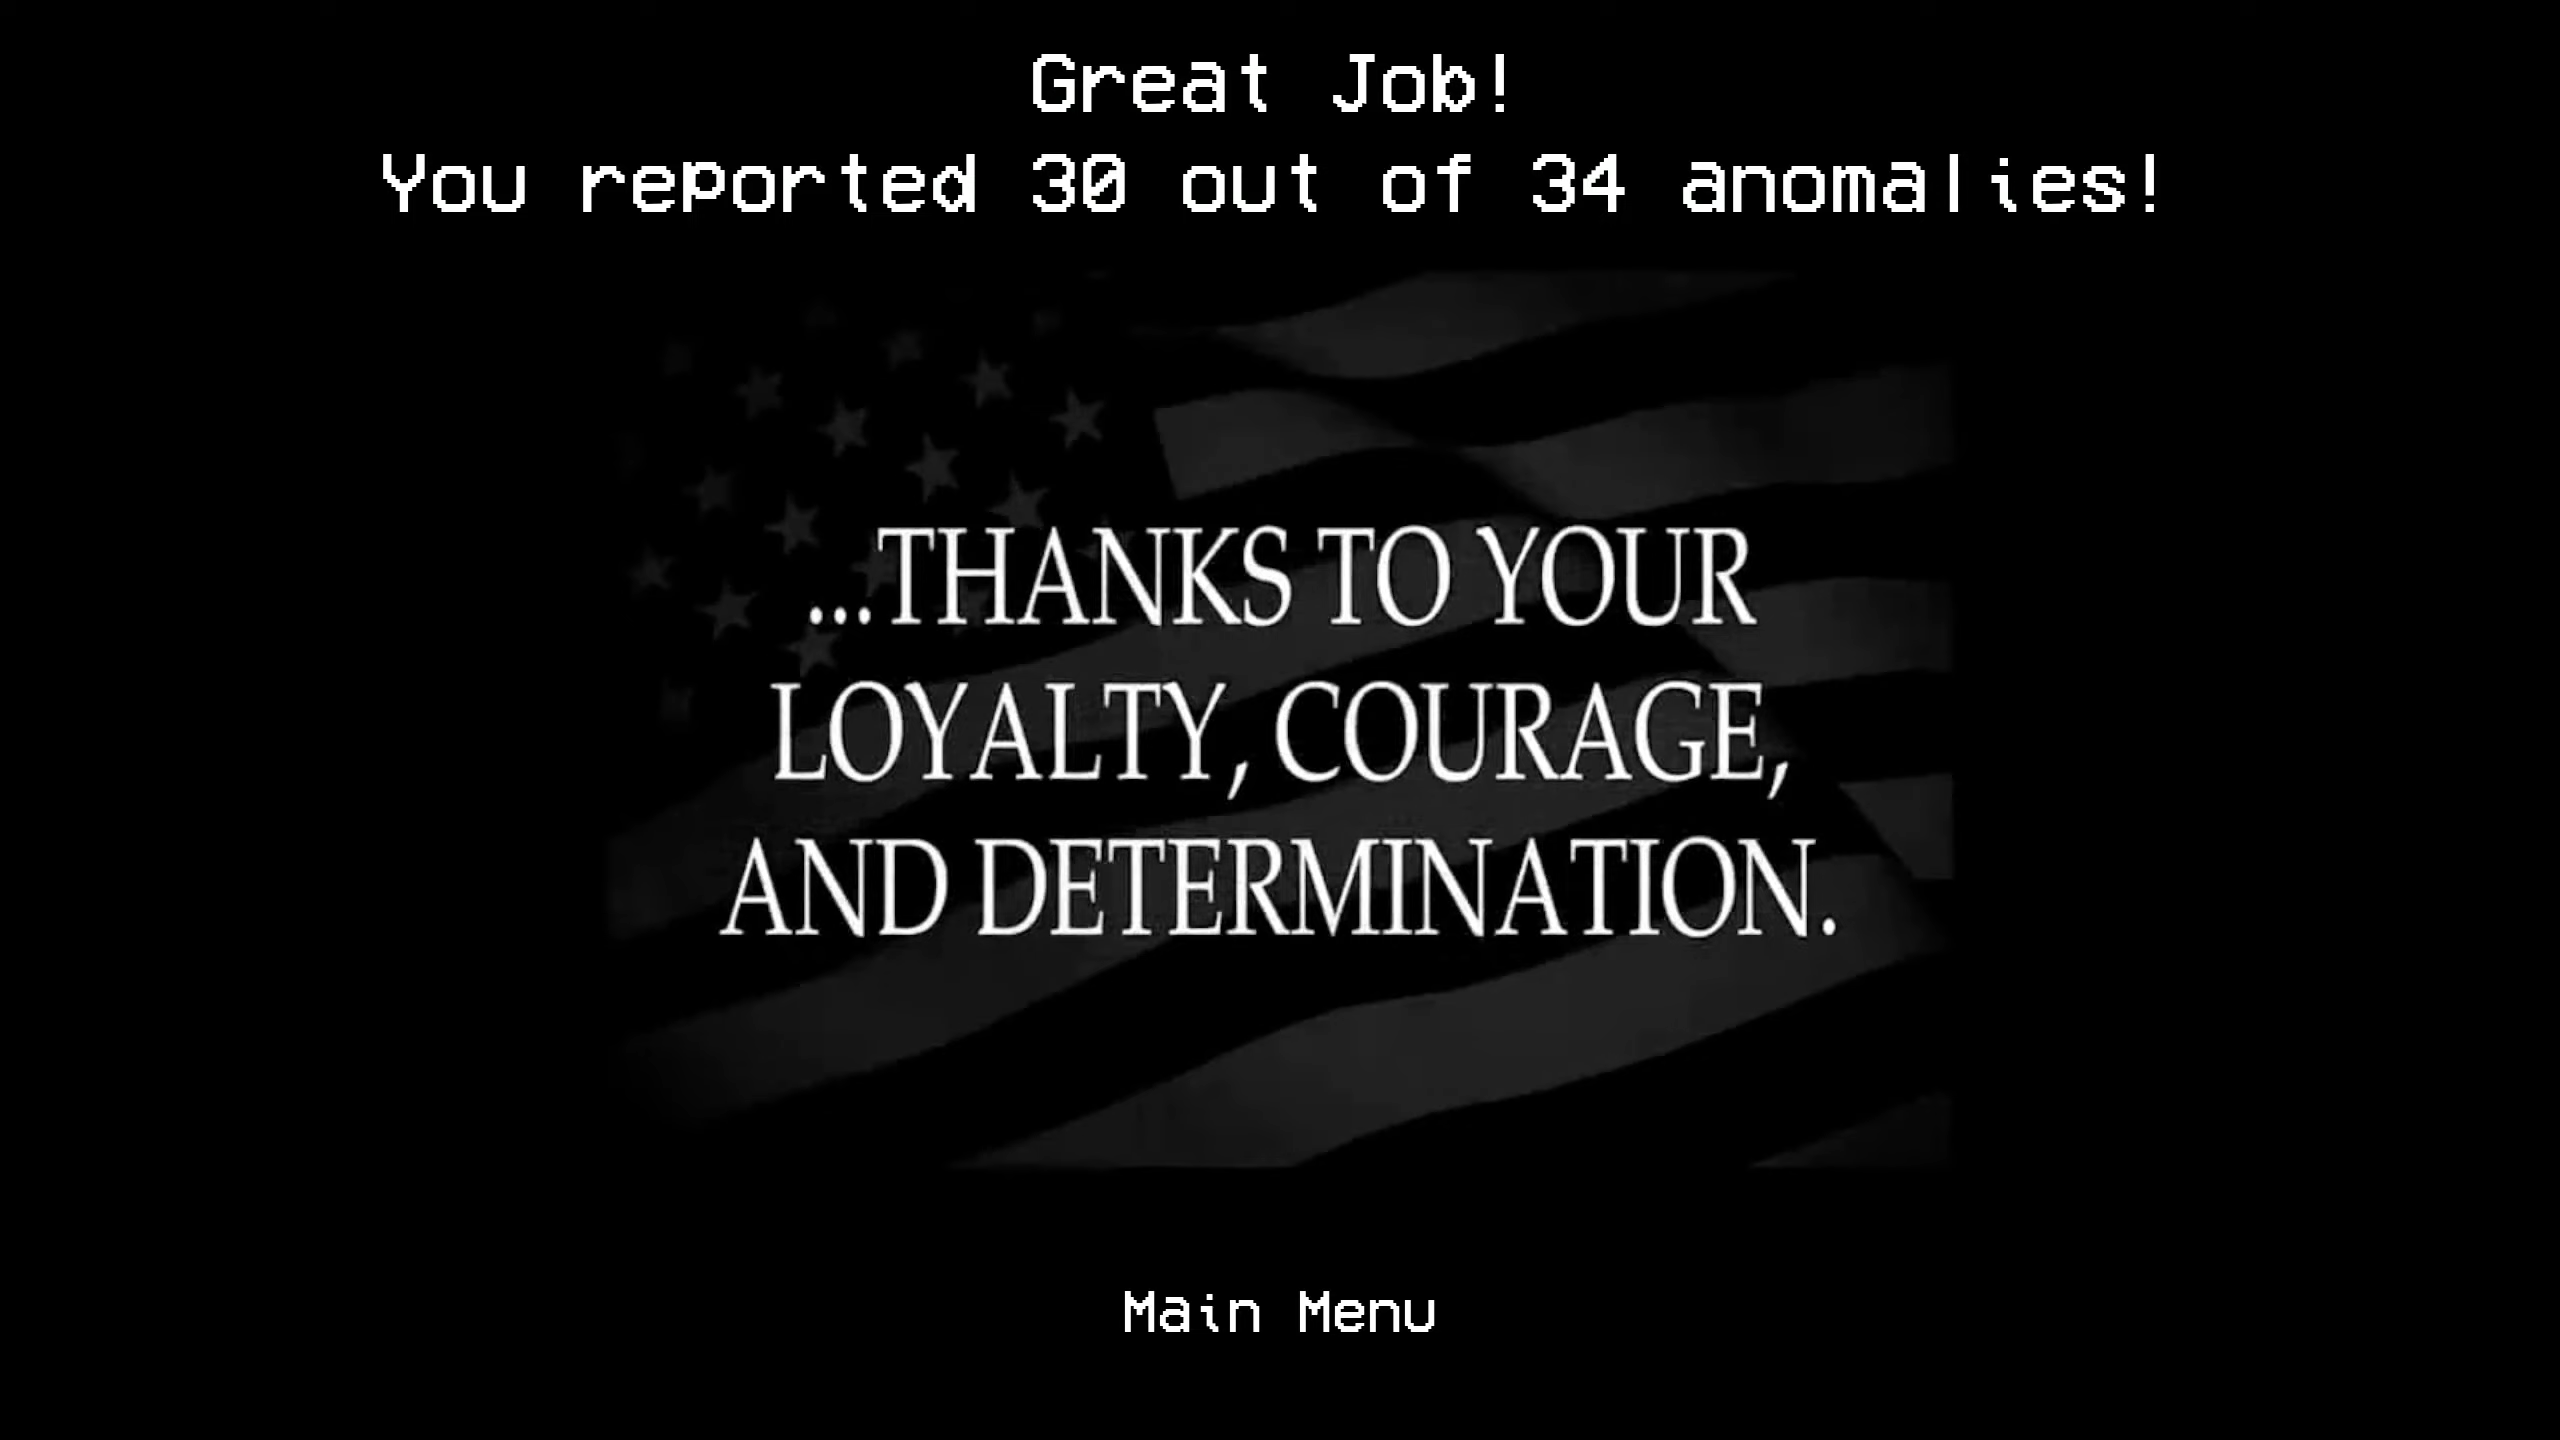 Great Job!
You reported 30 out of 34 anomalies!
...THANKS TO YOUR
LOYALTY, COURAGE,
AND DETERMINATION.
Main Menu